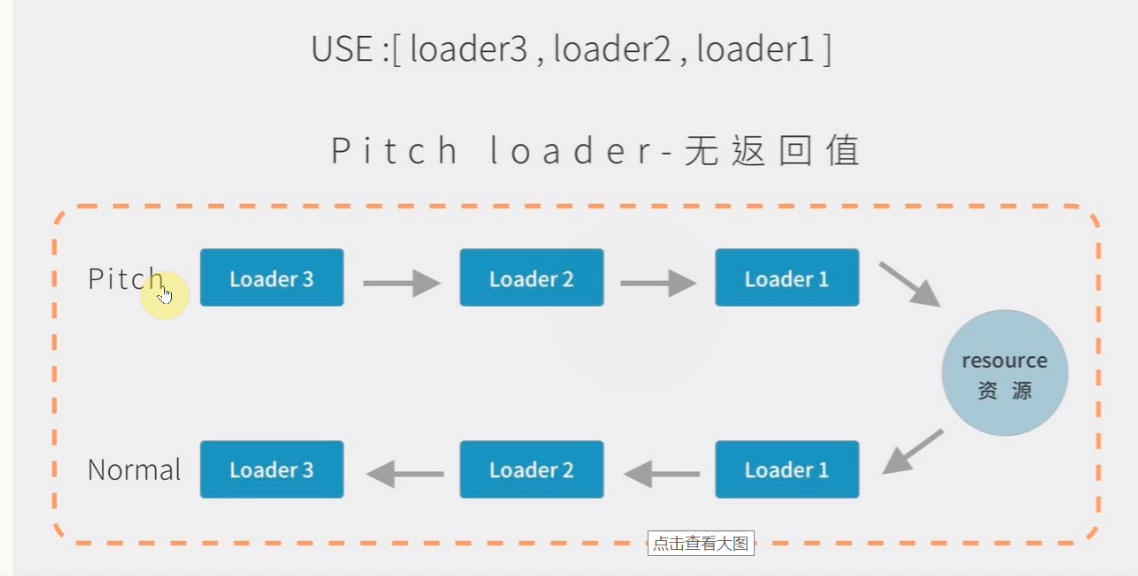 USE :[ loader3 , loader2 , loader1 ]
Pitch loader-无返回值
Pitch Loader 3 Loader 2 Loader 1
resource
资 源
Normal Loader 3 Loader 2 Loader 1
点击查看大图